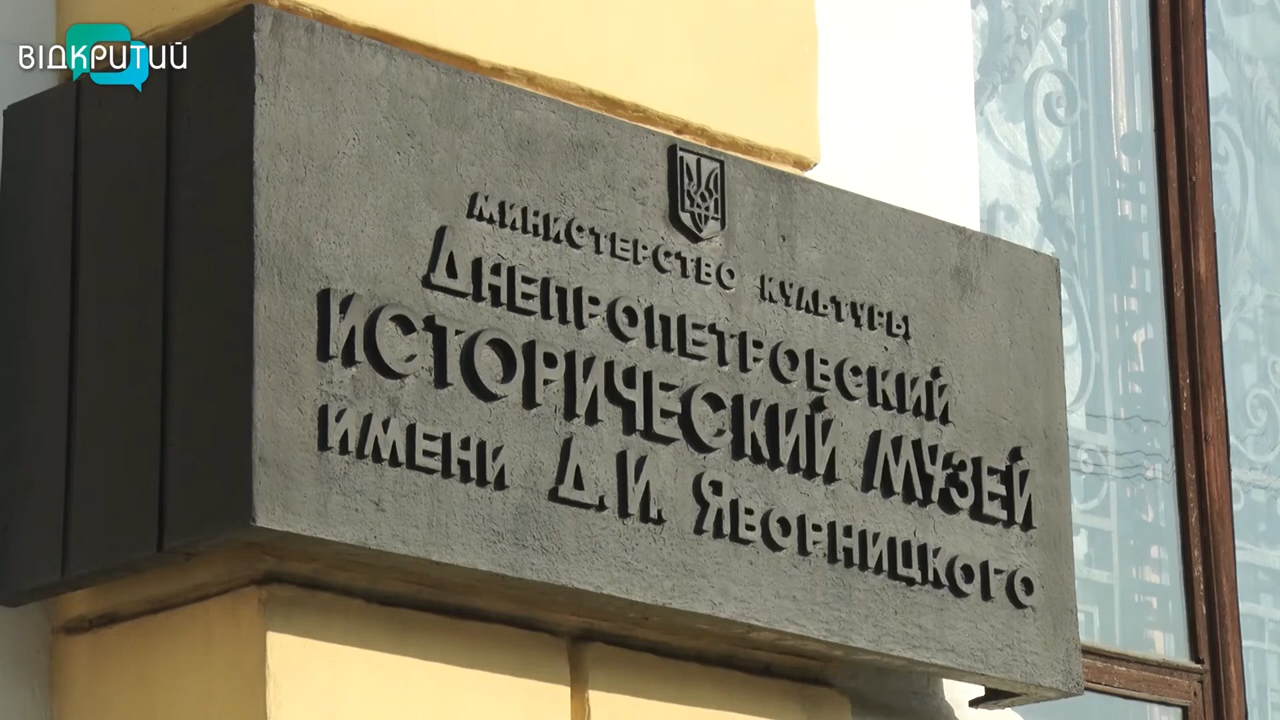 ВІДКРИТИЙ
МИНИСТЕРСТВО КУЛЬТУРЫ
ДНЕПРОПЕТРОВСКИЙ
ИСТОРИЧЕСКИЙ МУЗЕЙ
ИМЕНИ Д.И. ЯВОРНИЦКОГО